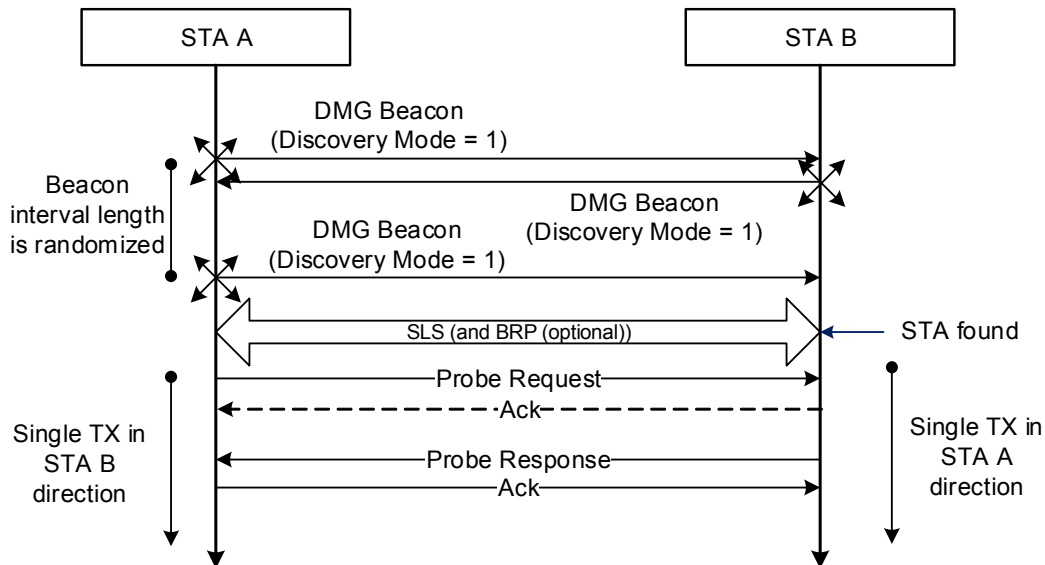 STA A
STA B
DMG Beacon
(Discovery Mode = 1)
Beacon
interval length
is randomized
DMG Beacon
(Discovery Mode = 1)
DMG Beacon
(Discovery Mode = 1)
SLS (and BRP (optional))
STA found
Probe Request
Ack
Single TX in
STA B
direction
Single TX in
STA A
direction
Probe Response
Ack